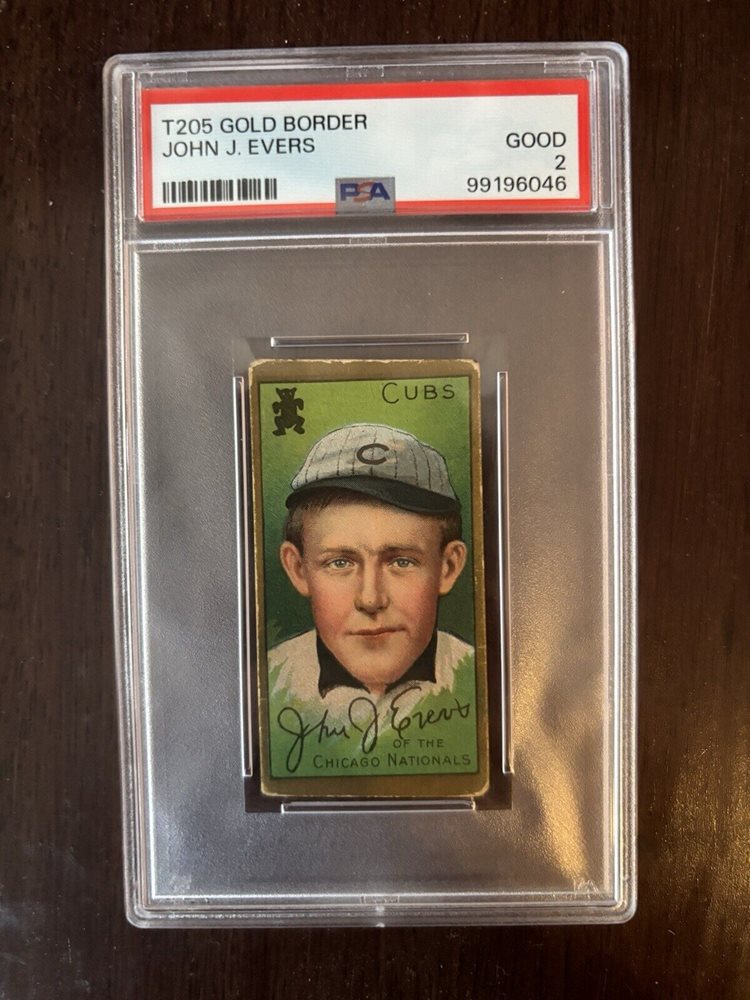 T205 GOLD BORDER
JOHN J. EVERS
GOOD
2
PSA
99196046
CUBS
C
John J Evers
OF THE
CHICAGO NATIONALS